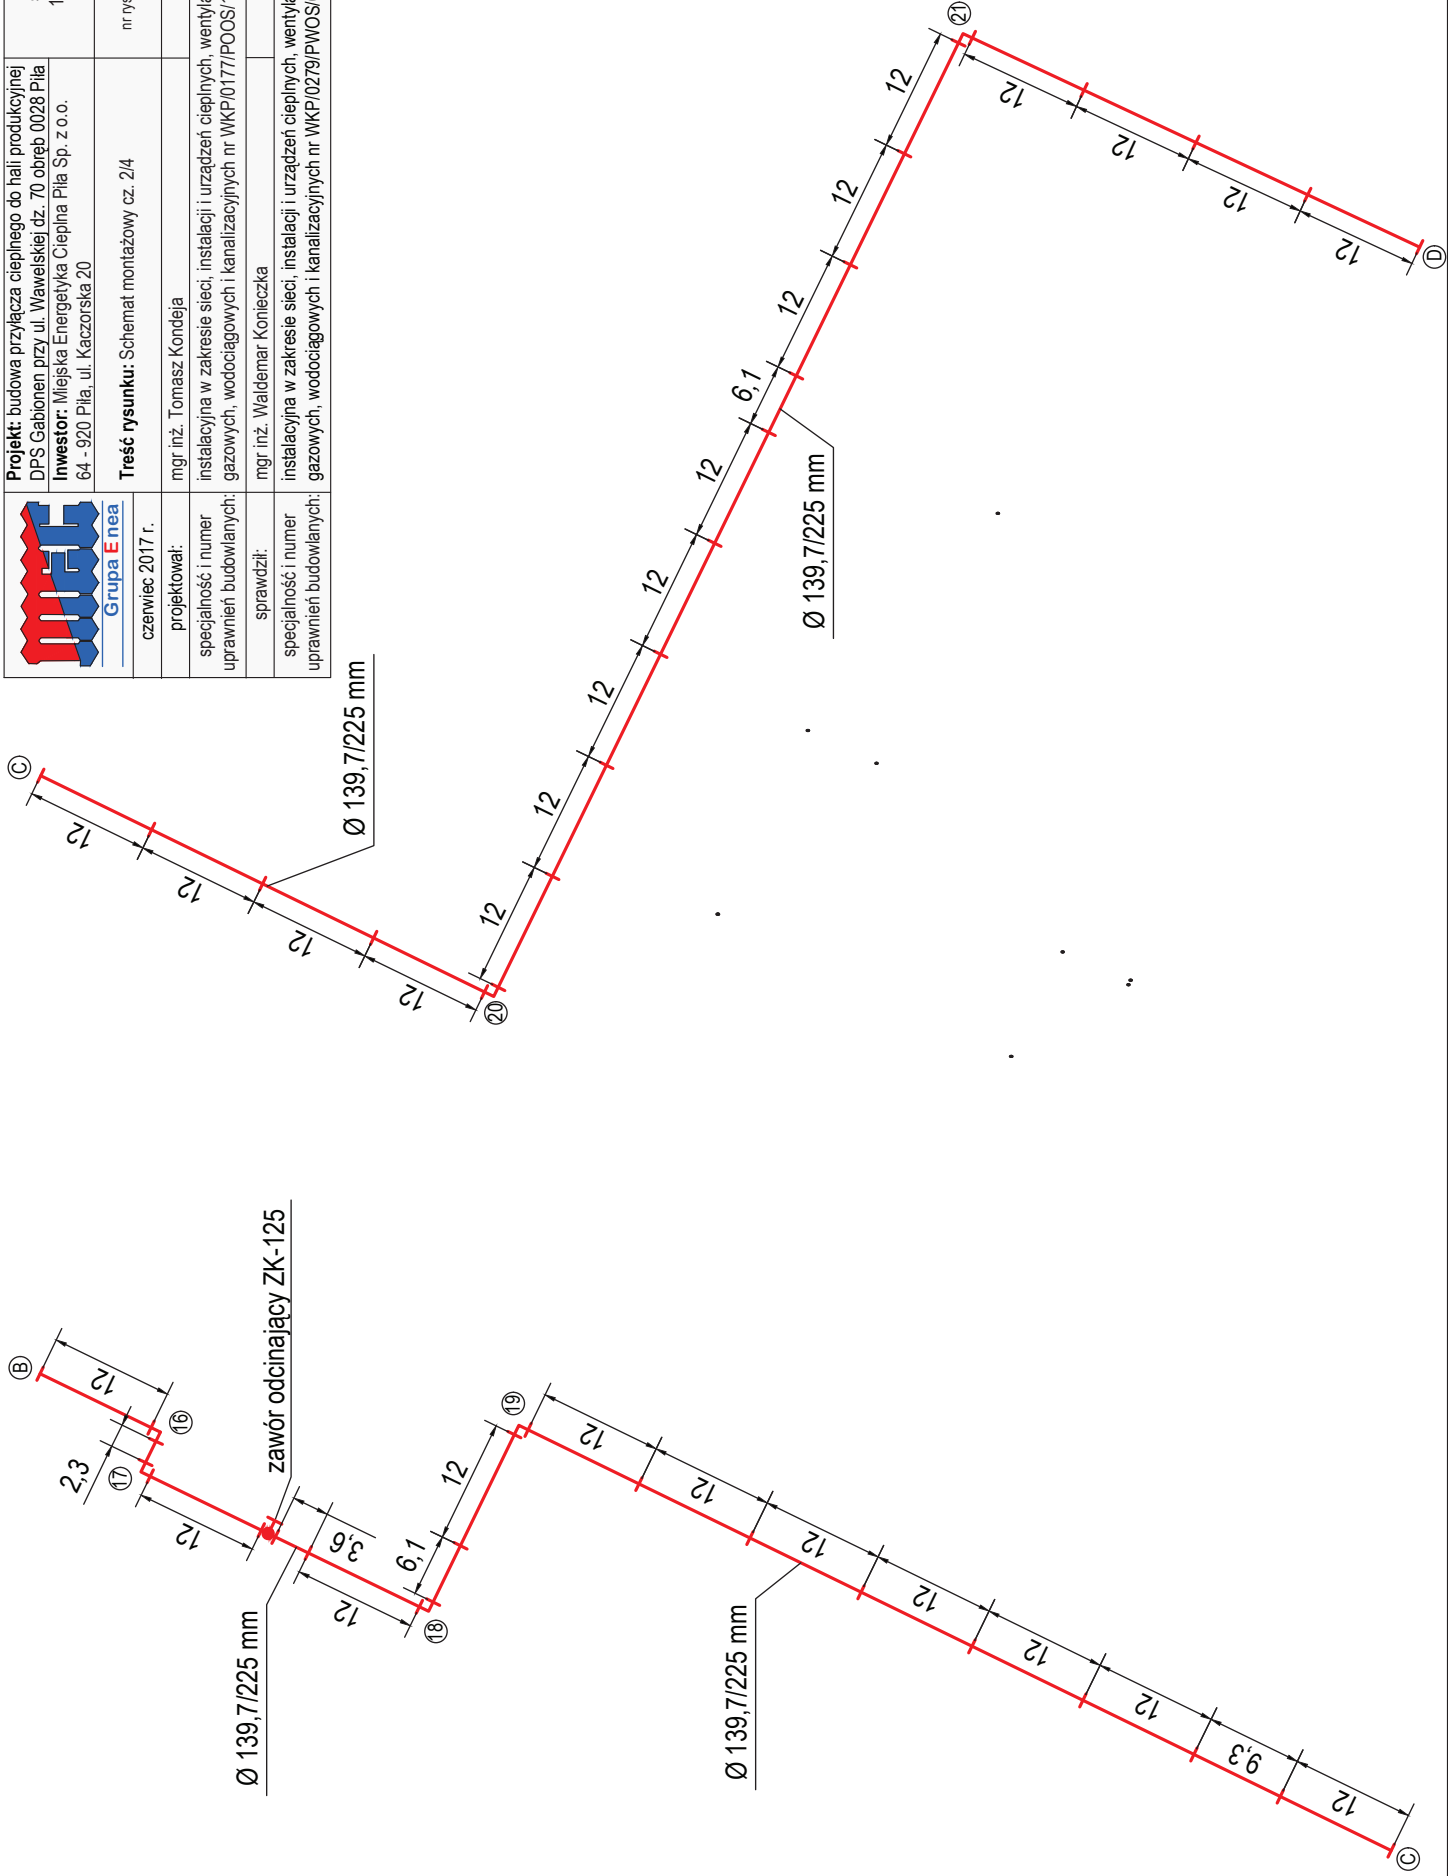 Projekt: budowa przyłącza cieplnego do hali produkcyjnej
DPS Gabionen przy ul. Wawelskiej dz. 70 obręb 0028 Piła
Inwestor: Miejska Energetyka Cieplna Piła Sp. z o.o.
64 - 920 Piła, ul. Kaczorska 20
Treść rysunku: Schemat montażowy cz. 2/4
nr rys
Grupa Enea
czerwiec 2017 r.
projektował:
mgr inż. Tomasz Kondeja
specjalność i numer
uprawnień budowlanych:
instalacyjna w zakresie sieci, instalacji i urządzeń cieplnych, wentyla
gazowych, wodociągowych i kanalizacyjnych nr WKP/0177/POOS/
sprawdził:
mgr inż. Waldemar Konieczka
specjalność i numer
uprawnień budowlanych:
instalacyjna w zakresie sieci, instalacji i urządzeń cieplnych, wentyla
gazowych, wodociągowych i kanalizacyjnych nr WKP/0279/PWOS/
B
12
16
2,3
17
12
zawór odcinający ZK-125
3,6
Ø 139,7/225 mm
12
18
6,1
12
19
12
12
12
Ø 139,7/225 mm
12
12
12
9,3
12
C
C
12
12
Ø 139,7/225 mm
12
12
20
12
12
12
12
12
6,1
Ø 139,7/225 mm
12
12
12
21
12
12
12
12
D